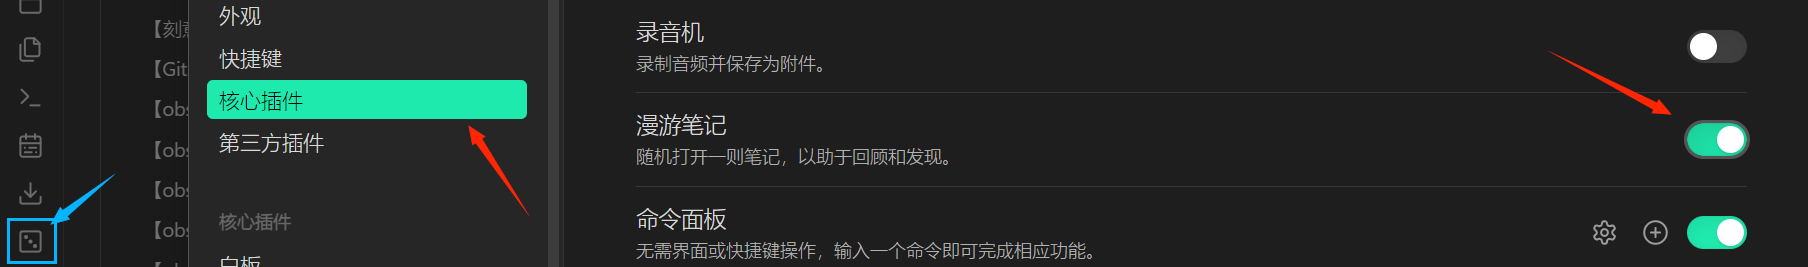 【刻意
【Git
【obs
【obs
【obs
【obs
外观
快捷键
核心插件
第三方插件
核心插件
白板
录音机
录制音频并保存为附件。
漫游笔记
随机打开一则笔记，以助于回顾和发现。
命令面板
无需界面或快捷键操作，输入一个命令即可完成相应功能。